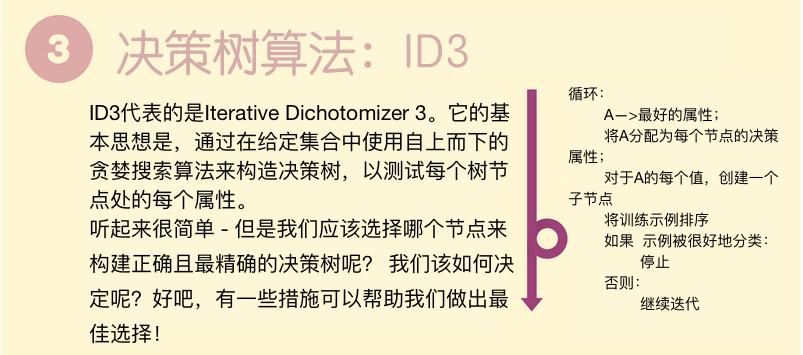 3
决策树算法：ID3
ID3代表的是Iterative Dichotomizer 3。它的基
本思想是，通过在给定集合中使用自上而下的
贪婪搜索算法来构造决策树，以测试每个树节
点处的每个属性。
听起来很简单 - 但是我们应该选择哪个节点来
构建正确且最精确的决策树呢？ 我们该如何决
定呢？好吧，有一些措施可以帮助我们做出最
佳选择！
循环：
A—>最好的属性；
将A分配为每个节点的决策
属性；
对于A的每个值，创建一个
子节点
将训练示例排序
如果 示例被很好地分类：
停止
否则：
继续迭代